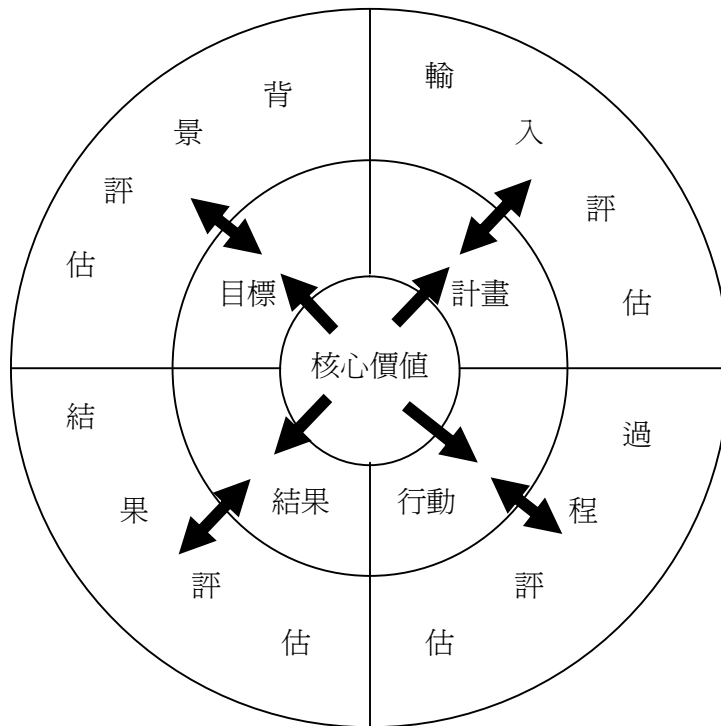 背景評估
輸入評估
目標
計畫
核心價值
結果
行動
結果評估
過程評估